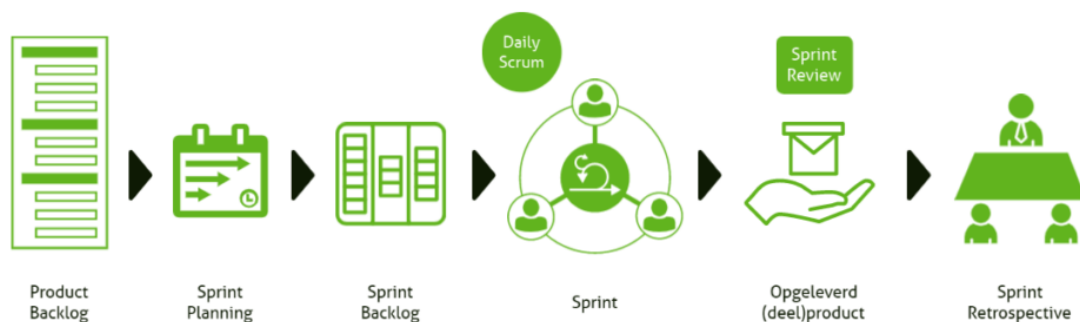 Daily
Scrum
Sprint
Review
Product
Backlog
Sprint
Planning
Sprint
Backlog
Sprint
Opgeleverd
(deel)product
Sprint
Retrospective